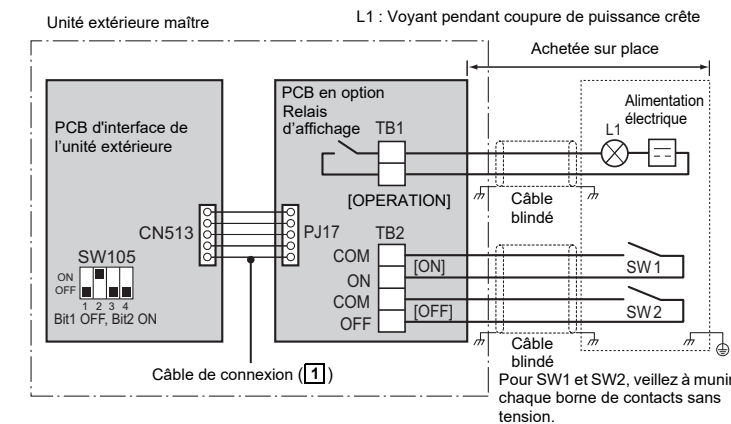 L1 : Voyant pendant coupure de puissance crête
Unité extérieure maître
Achetée sur place
PCB d'interface de
l'unité extérieure
PCB en option
Relais
d'affichage
TB1
Alimentation
électrique
L1
[OPERATION]
Câble
blindé
CN513
PJ17
TB2
SW105
ON
OFF
1 2 3 4
Bit1 OFF, Bit2 ON
COM
ON
COM
OFF
[ON]
[OFF]
SW1
SW2
Câble
blindé
Câble de connexion ( 1 )
Pour SW1 et SW2, veillez à munir
chaque borne de contacts sans
tension.